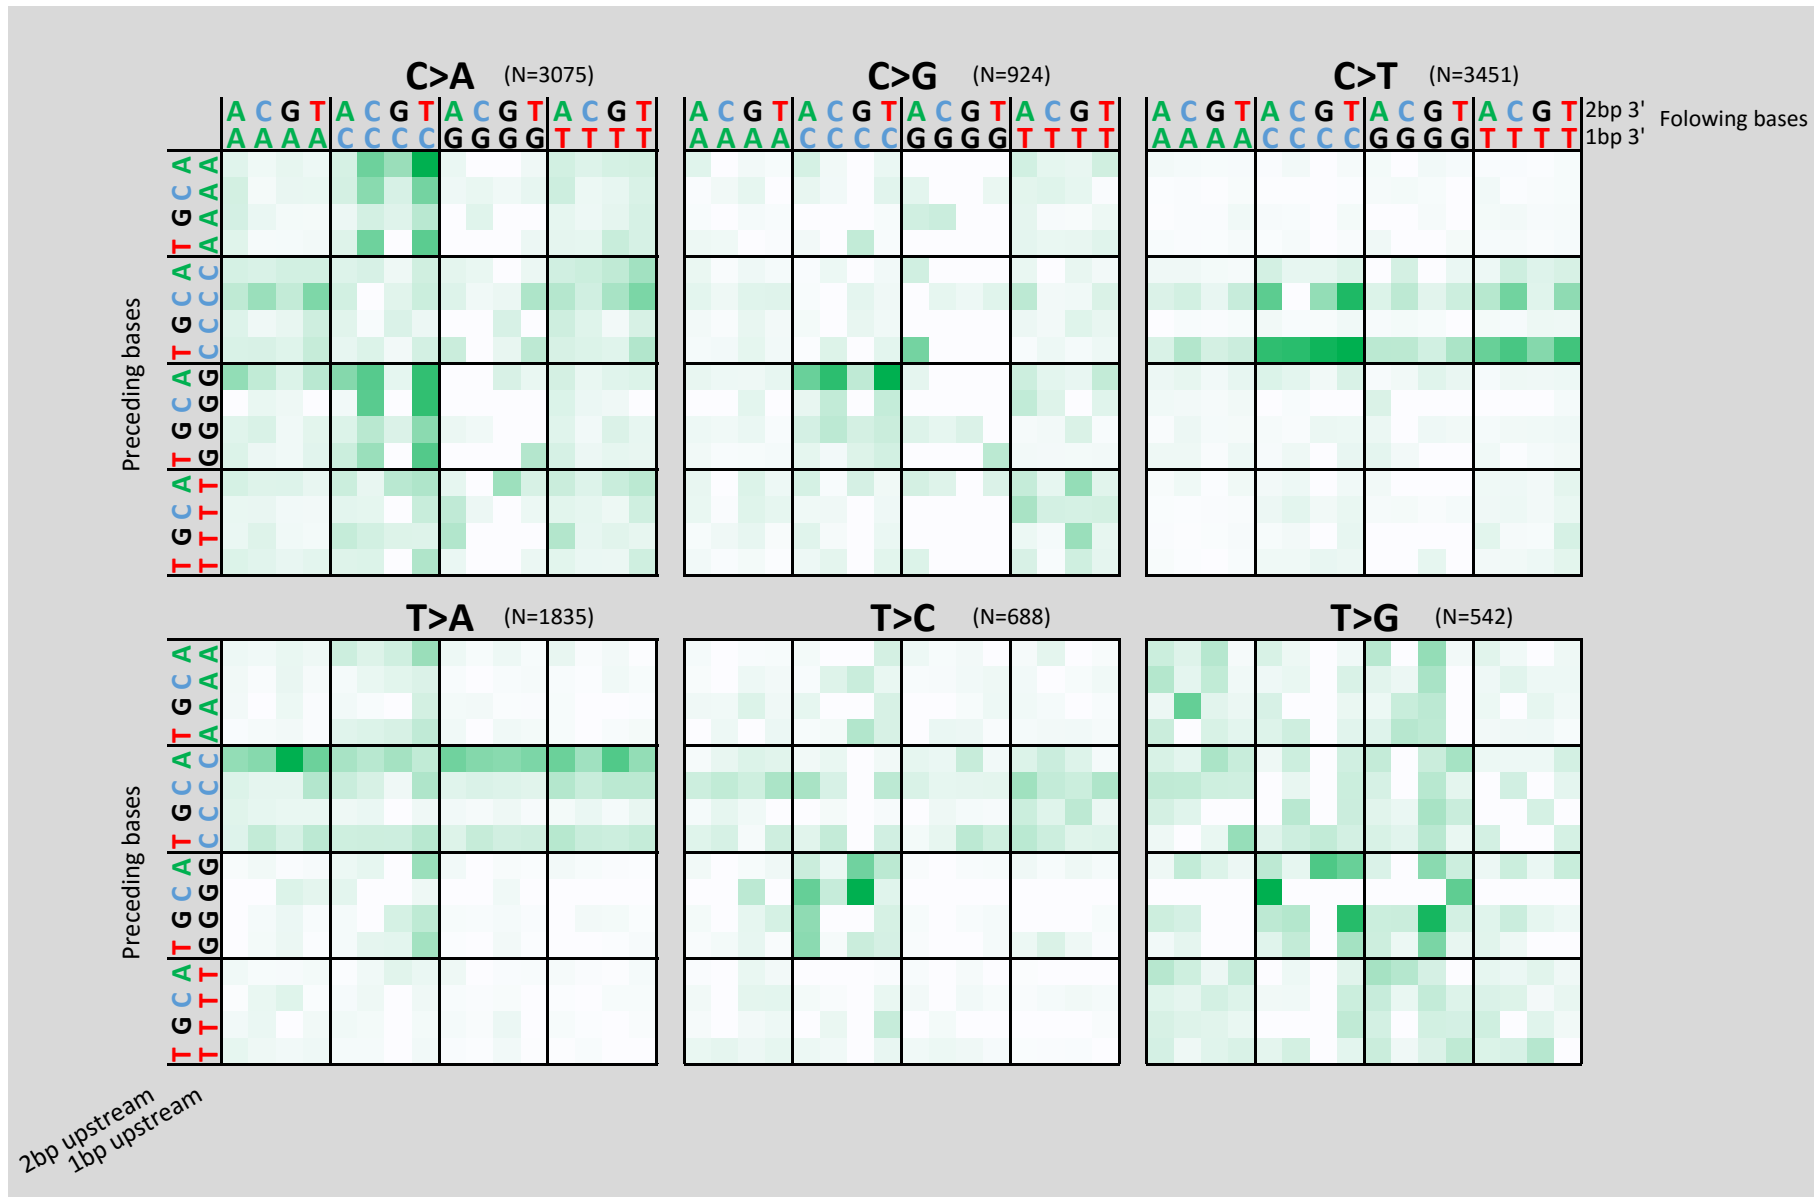 C>A (N=3075) C>G (N=924) C>T (N=3451)
A C G T A C G T A C G T A C G T A C G T A C G T A C G T A C G T A C G T A C G T A C G T A C G T 2bp 3'
A A A A C C C C G G G G T T T T A A A A C C C C G G G G T T T T A A A A C C C C G G G G T T T T 1bp 3'
Folowing bases
A A
C A
G A
T A
A C
C C
G C
T C
A G
C G
G G
T G
A T
C T
G T
T T
Preceding bases
T>A (N=1835) T>C (N=688) T>G (N=542)
A A
C A
G A
T A
A C
C C
G C
T C
A G
C G
G G
T G
A T
C T
G T
T T
Preceding bases
2bp upstream
1bp upstream